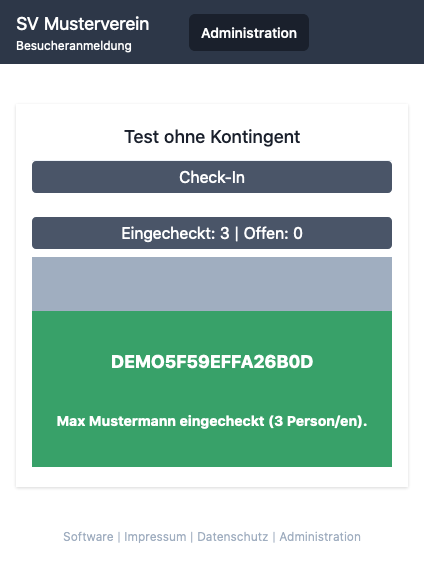 SV Musterverein
Besucheranmeldung
Administration
Test ohne Kontingent
Check-In
Eingecheckt: 3 | Offen: 0
DEMO5F59EFFA26B0D
Max Mustermann eingecheckt (3 Person/en).
Software | Impressum | Datenschutz | Administration